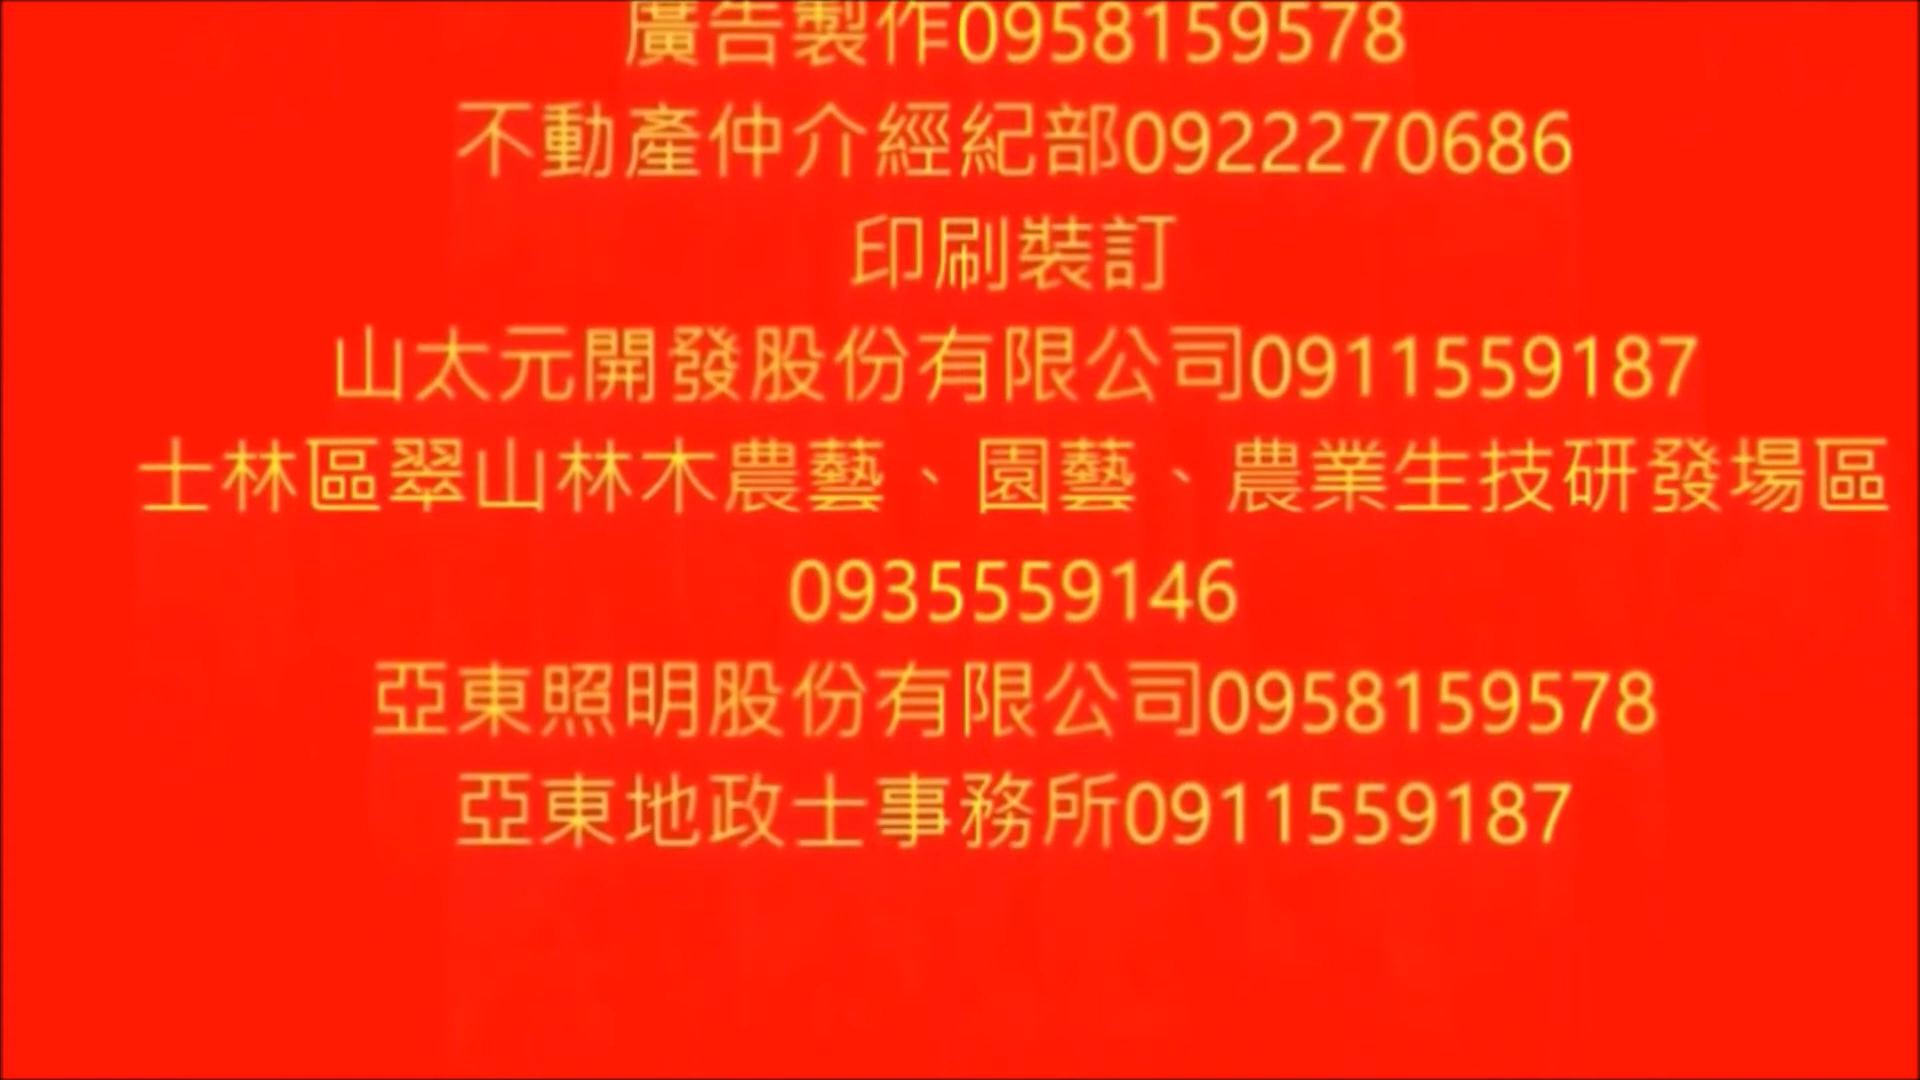 廣告製作0958159578
不動產仲介經紀部0922270686
印刷裝訂
山太元開發股份有限公司0911559187
士林區翠山林木農藝、園藝、農業生技研發場區
0935559146
亞東照明股份有限公司0958159578
亞東地政士事務所0911559187